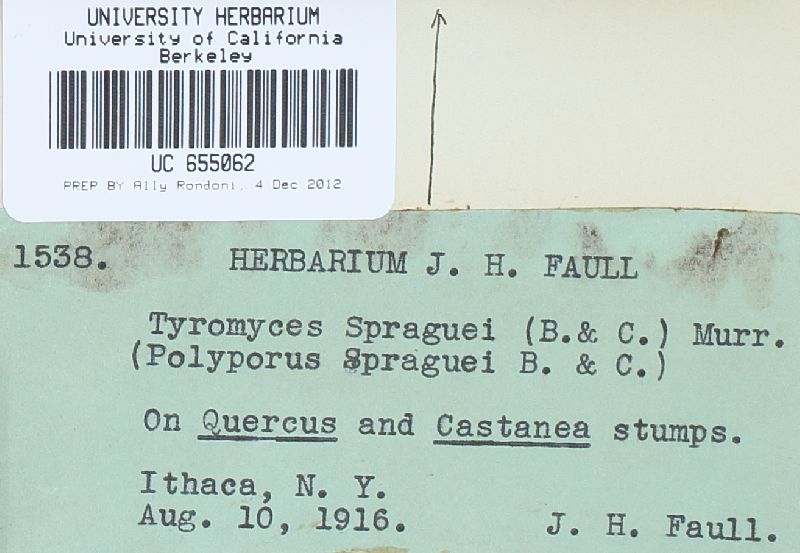 UNIVERSITY HERBARIUM
University of California
Berkeley
UC 655062
PREP BY Ally Rondoni, 4 Dec 2012
1538. HERBARIUM J. H. FAULL
Tyromyces Spraguei (B.& C.) Murr.
(Polyporus Spraguei B. & C.)
On Quercus and Castanea stumps.
Ithaca, N. Y.
Aug. 10, 1916. J. H. Faull.